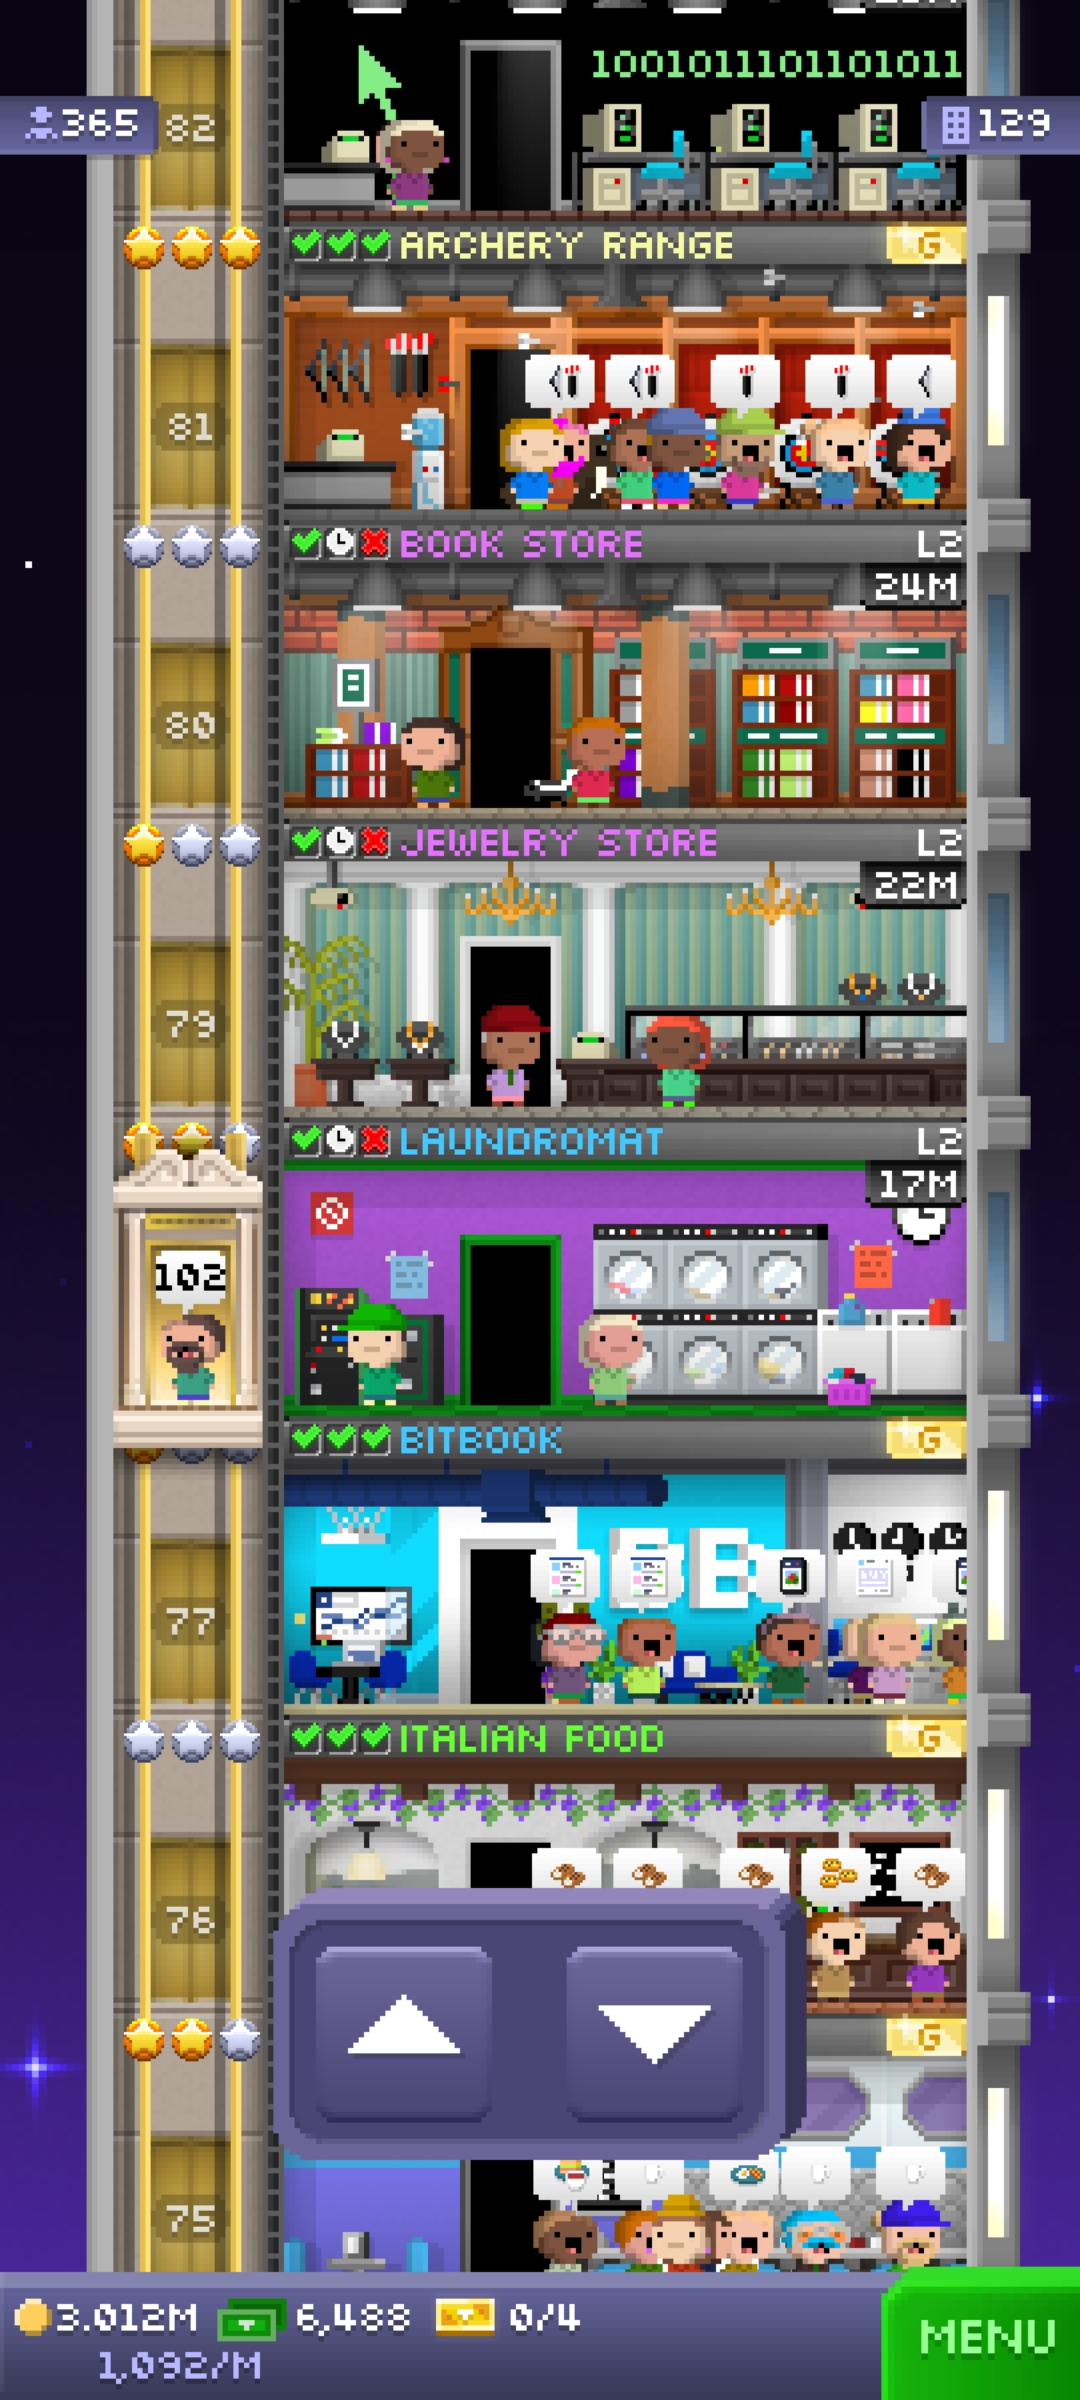 1001011101101011
365
82
129
ARCHERY RANGE
G
81
BOOK STORE
L2
24M
80
JEWELRY STORE
L2
22M
79
LAUNDROMAT
L2
17M
102
BITBOOK
G
B
77
ITALIAN FOOD
G
76
G
75
3.012M
6,488
0/4
1,092/M
MENU